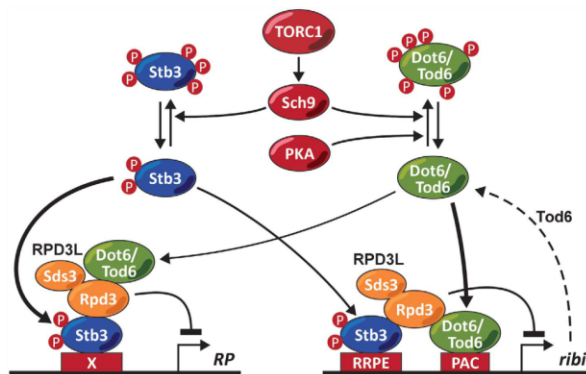 TORC1
P P P P P Stb3
P P P P P Dot6/
Tod6
Sch9
PKA
P P Stb3
Dot6/
Tod6
Tod6
RPD3L
Sds3
Dot6/
Tod6
Rpd3
P P Stb3
X
RP
RPD3L
Sds3
Rpd3
P P Stb3
Dot6/
Tod6
RRPE
PAC
ribi